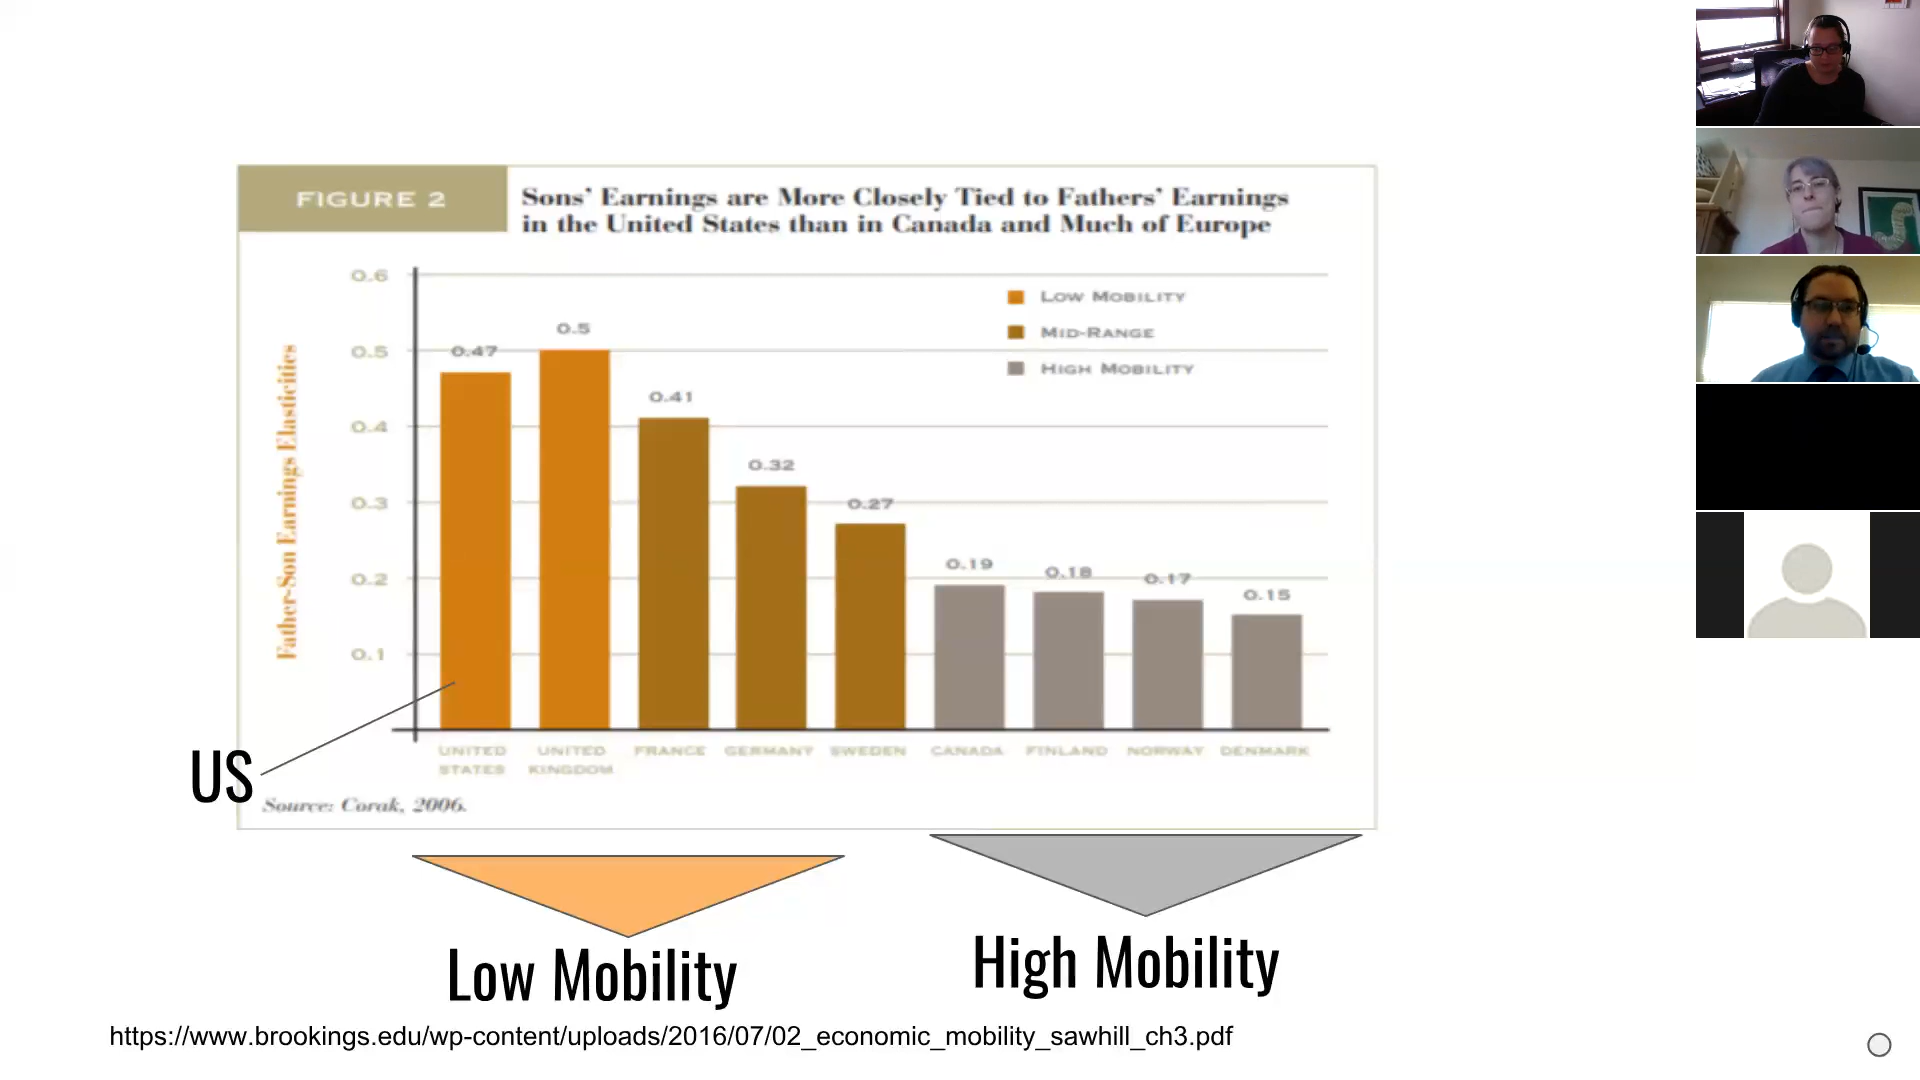 FIGURE 2
Sons' Earnings are More Closely Tied to Fathers' Earnings
in the United States than in Canada and Much of Europe
Father-Son Earnings Elasticities
0.6
0.5
0.4
0.3
0.2
0.1
LOW MOBILITY
MID-RANGE
HIGH MOBILITY
0.47
0.5
0.41
0.32
0.27
0.19
0.18
0.17
0.15
UNITED STATES
UNITED KINGDOM
FRANCE
GERMANY
SWEDEN
CANADA
FINLAND
NORWAY
DENMARK
US
Source: Corak, 2006.
Low Mobility
High Mobility
https://www.brookings.edu/wp-content/uploads/2016/07/02_economic_mobility_sawhill_ch3.pdf